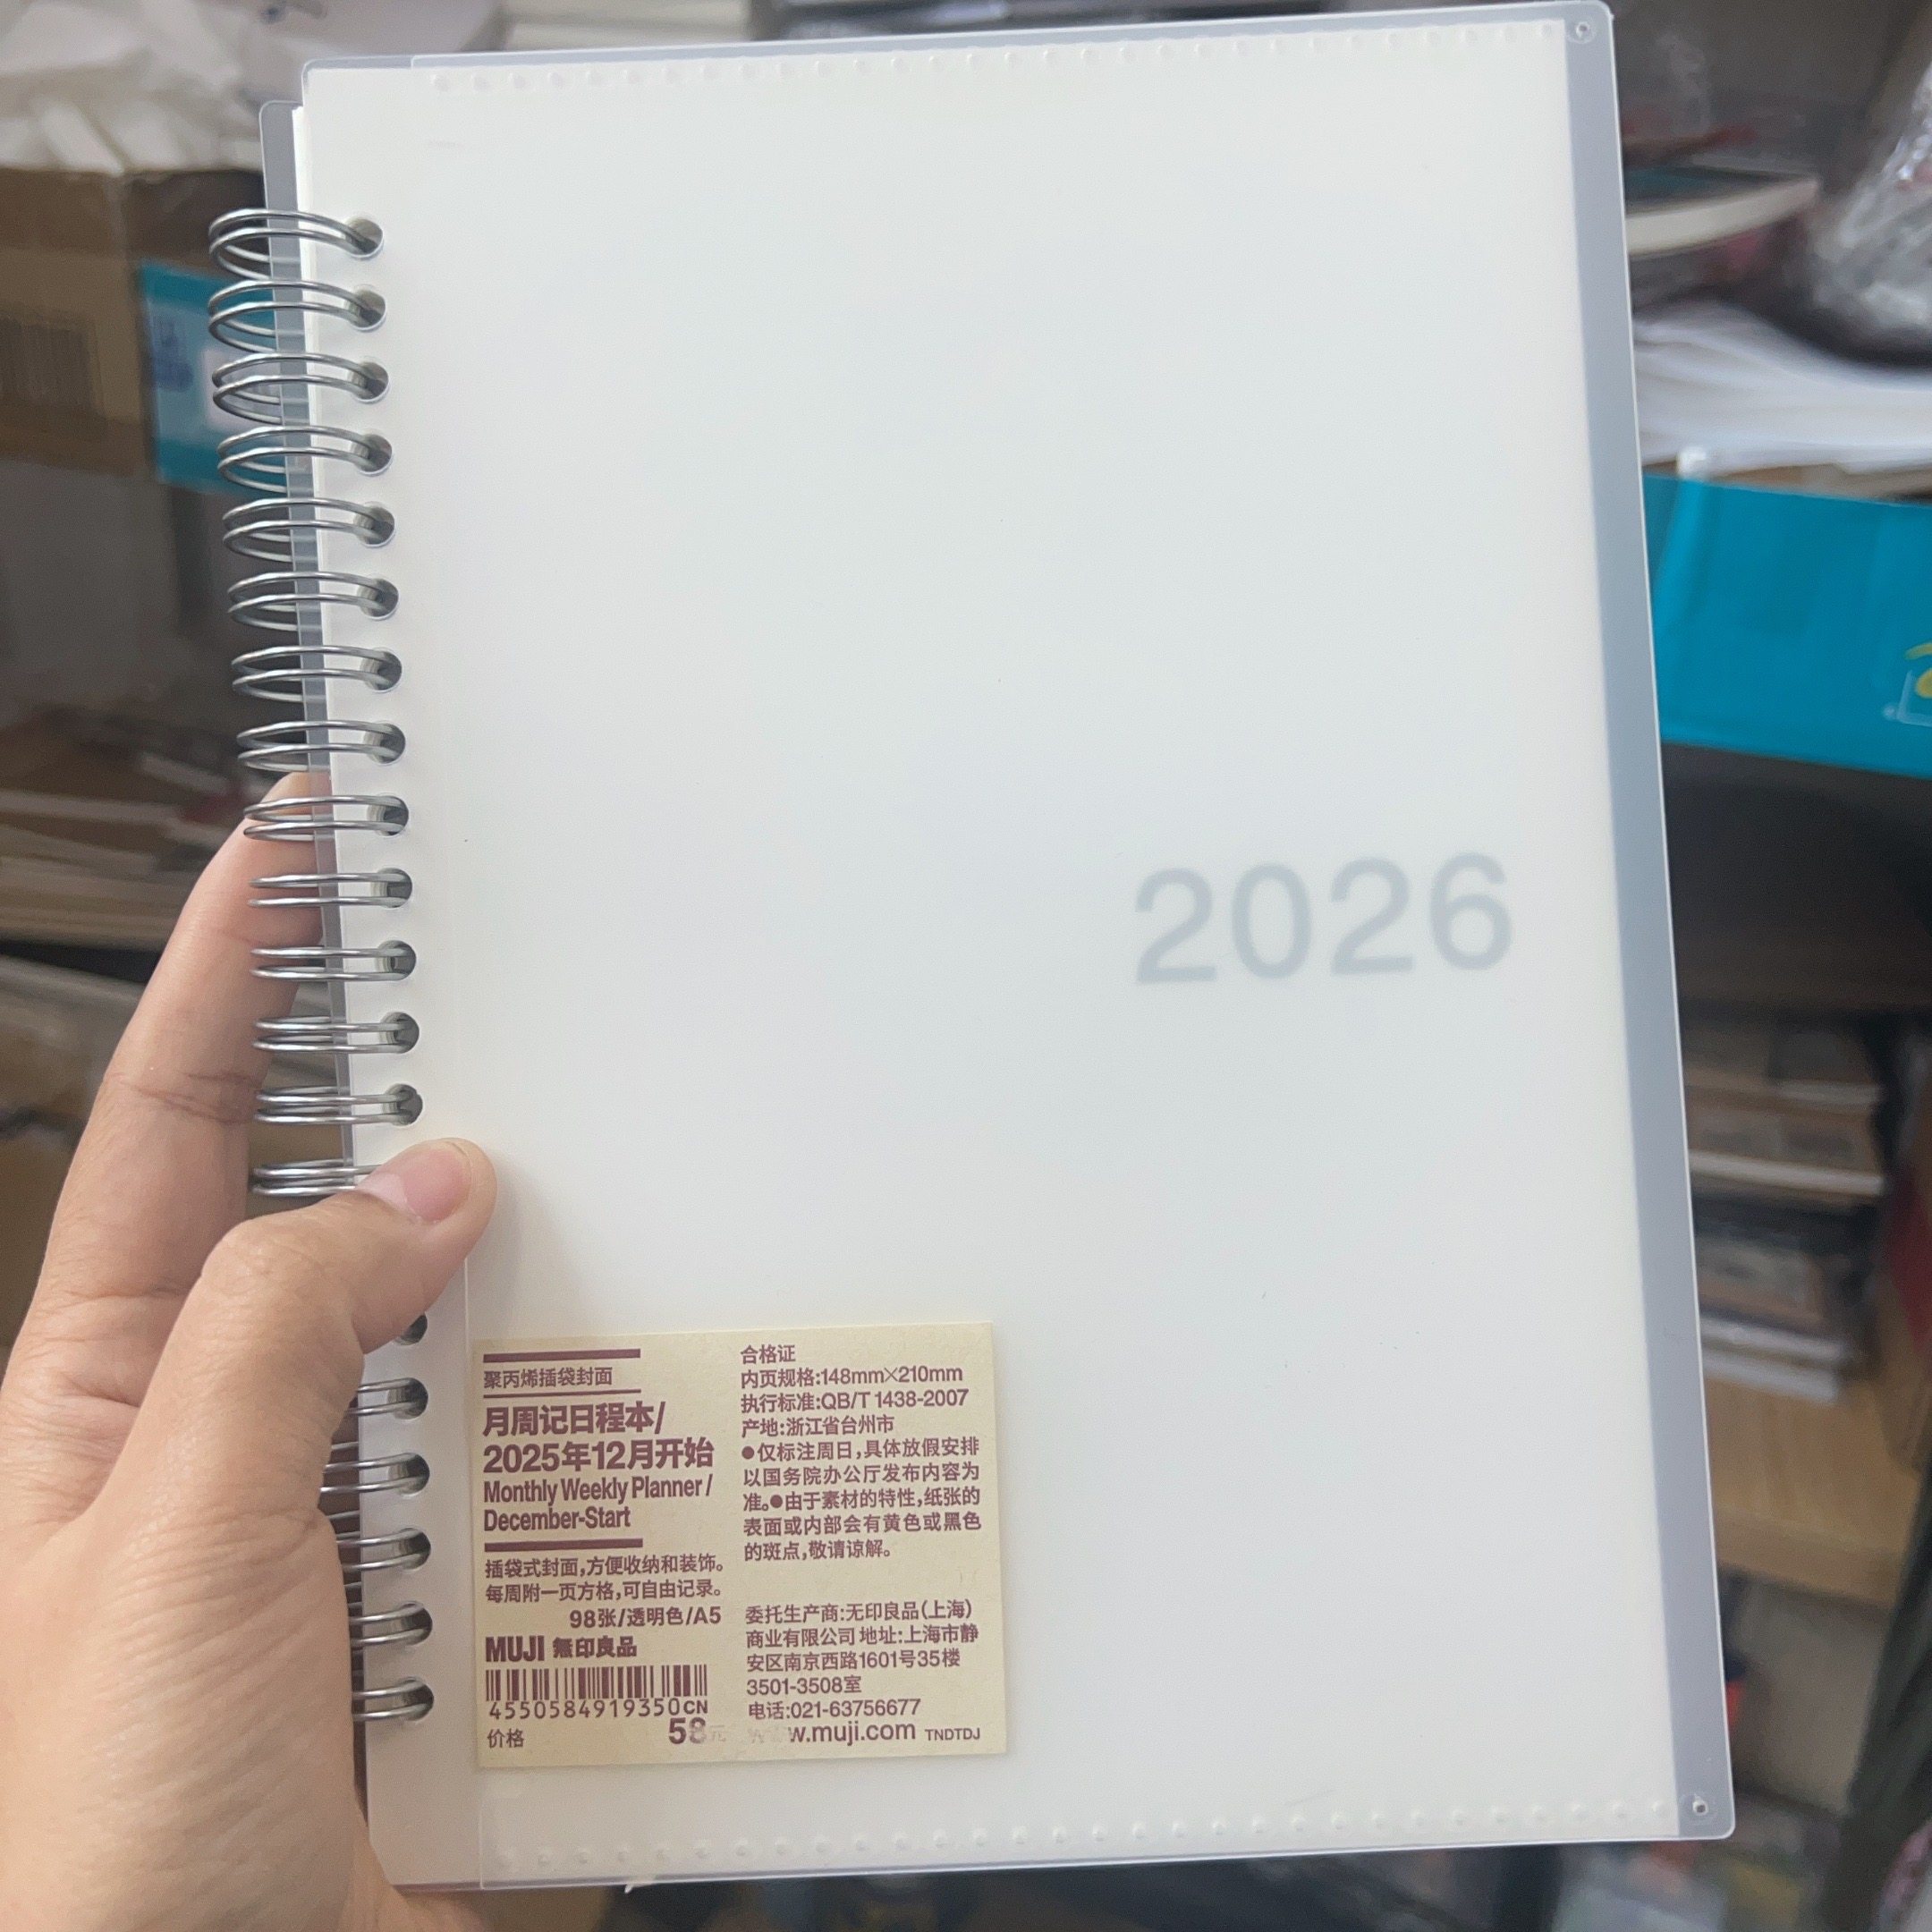 2026
聚丙烯插袋封面
月周记日程本/
2025年12月开始
Monthly Weekly Planner /
December-Start
插袋式封面,方便收纳和装饰。
每周附一页方格,可自由记录。
98张/透明色/A5
MUJI 無印良品
4550584919350CN
价格 58元
合格证
内页规格:148mm×210mm
执行标准:QB/T 1438-2007
产地:浙江省台州市
●仅标注周日,具体放假安排
以国务院办公厅发布内容为
准。●由于素材的特性,纸张的
表面或内部会有黄色或黑色
的斑点,敬请谅解。
委托生产商:无印良品(上海)
商业有限公司 地址:上海市静
安区南京西路1601号35楼
3501-3508室
电话:021-63756677
www.muji.com TNDTDJ